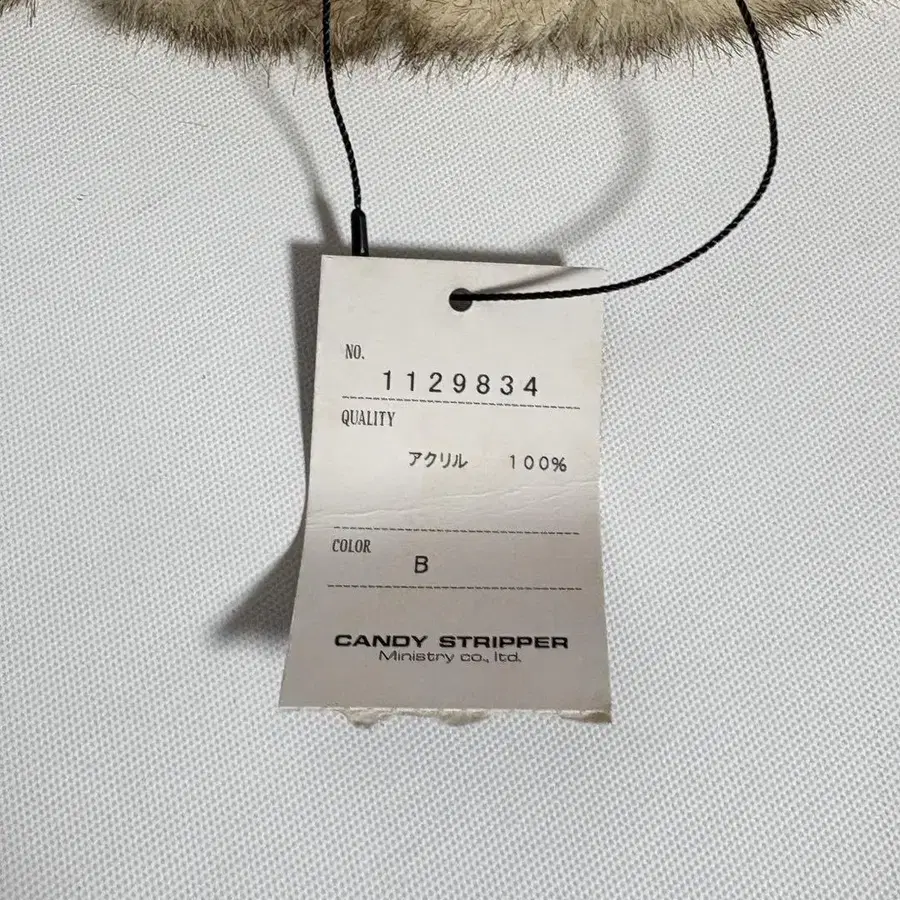 NO.
1129834
QUALITY
アクリル 100%
COLOR
B
CANDY STRIPPER
Ministry co., ltd.